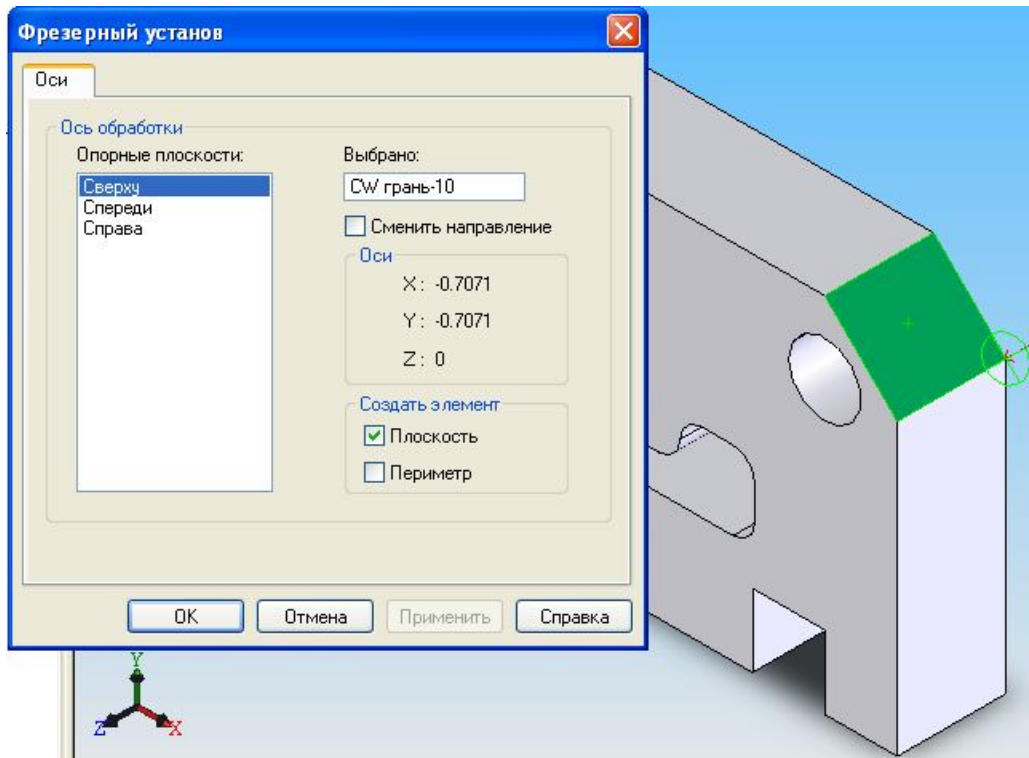 Фрезерный установ
Оси
Ось обработки
Опорные плоскости:
Сверху
Спереди
Справа
Выбрано:
CW грань-10
Сменить направление
Оси
X: -0.7071
Y: -0.7071
Z: 0
Создать элемент
Плоскость
Периметр
OK Отмена Применить Справка
Y
Z X